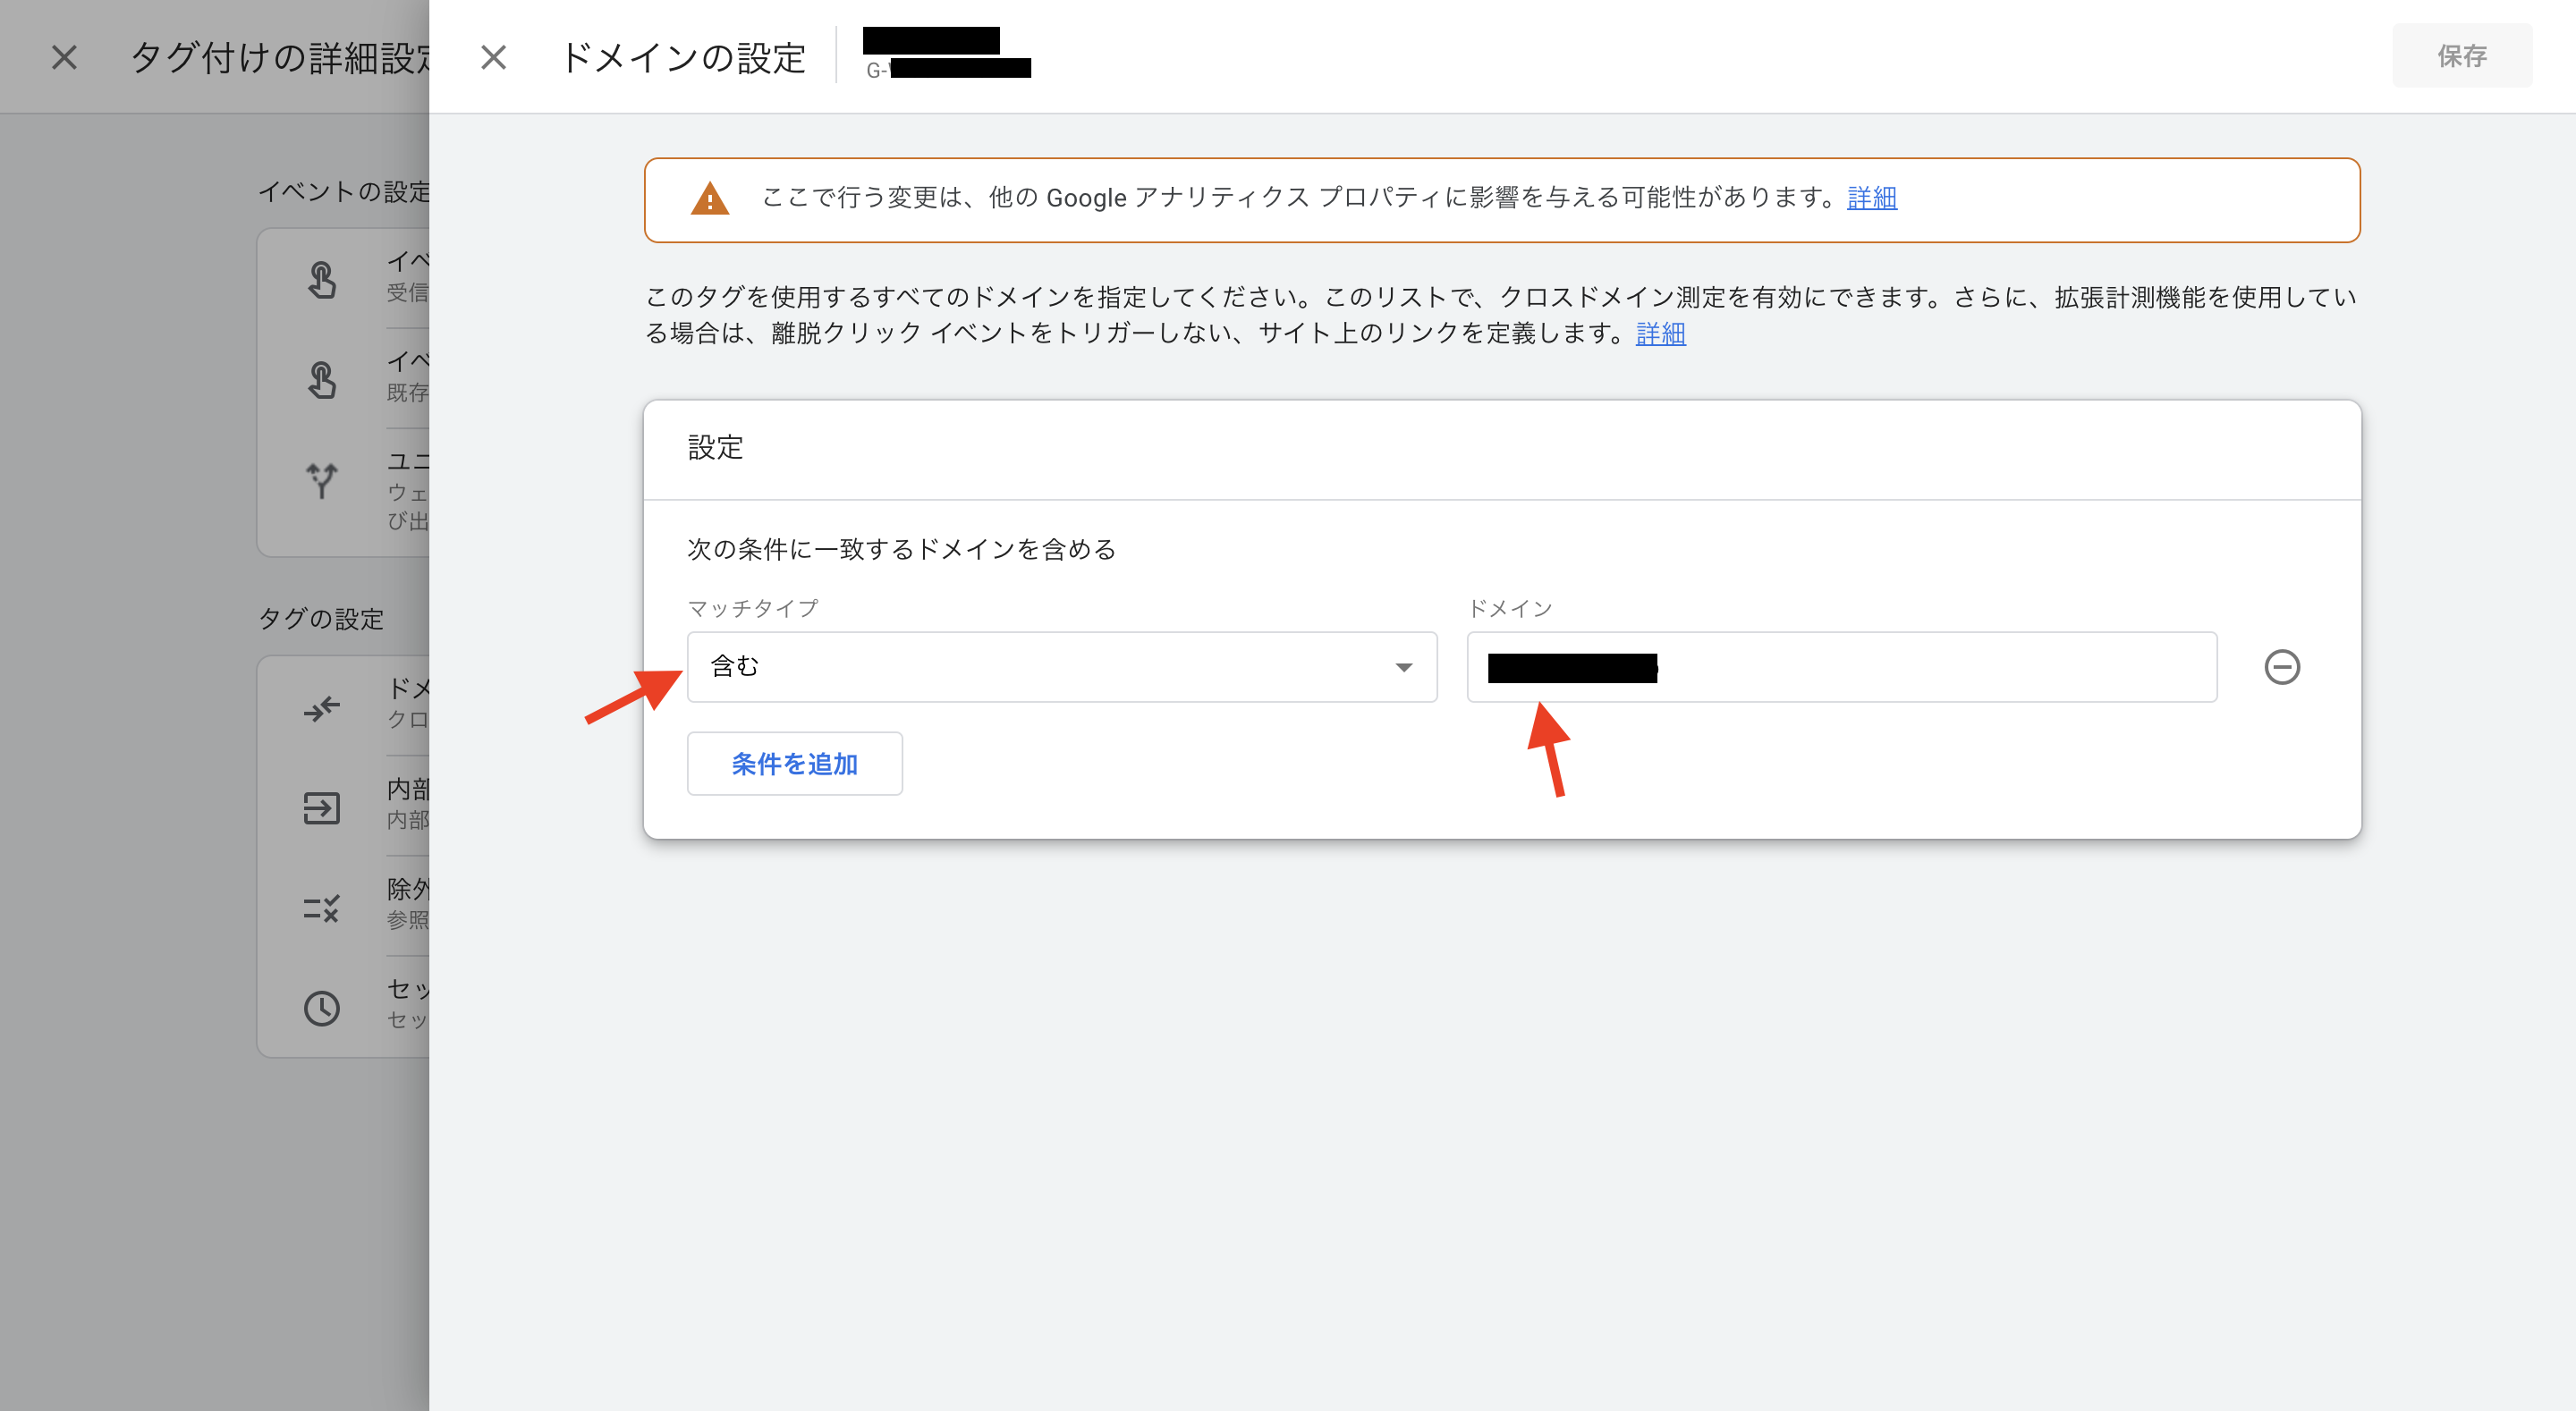 タグ付けの詳細設定
イベントの設定
イベ
受信
イベ
既存
ユニ
ウェ
び出
タグの設定
ドメ
クロ
内部
内部
除外
参照
セッ
セッ
ドメインの設定
G-
保存
ここで行う変更は、他の Google アナリティクス プロパティに影響を与える可能性があります。詳細
このタグを使用するすべてのドメインを指定してください。このリストで、クロスドメイン測定を有効にできます。さらに、拡張計測機能を使用してい
る場合は、離脱クリック イベントをトリガーしない、サイト上のリンクを定義します。詳細
設定
次の条件に一致するドメインを含める
マッチタイプ
ドメイン
含む
条件を追加